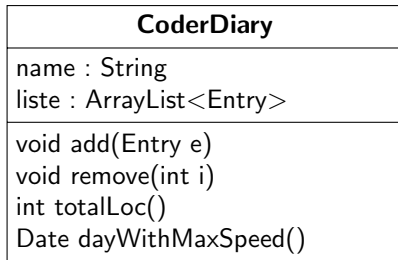 CoderDiary
name : String
liste : ArrayList<Entry>
void add(Entry e)
void remove(int i)
int totalLoc()
Date dayWithMaxSpeed()